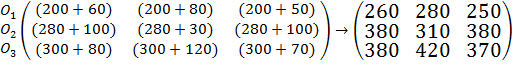 O₁ (200 + 60) (200 + 80) (200 + 50) → 260 280 250
O₂ (280 + 100) (280 + 30) (280 + 100) 380 310 380
O₃ (300 + 80) (300 + 120) (300 + 70) 380 420 370